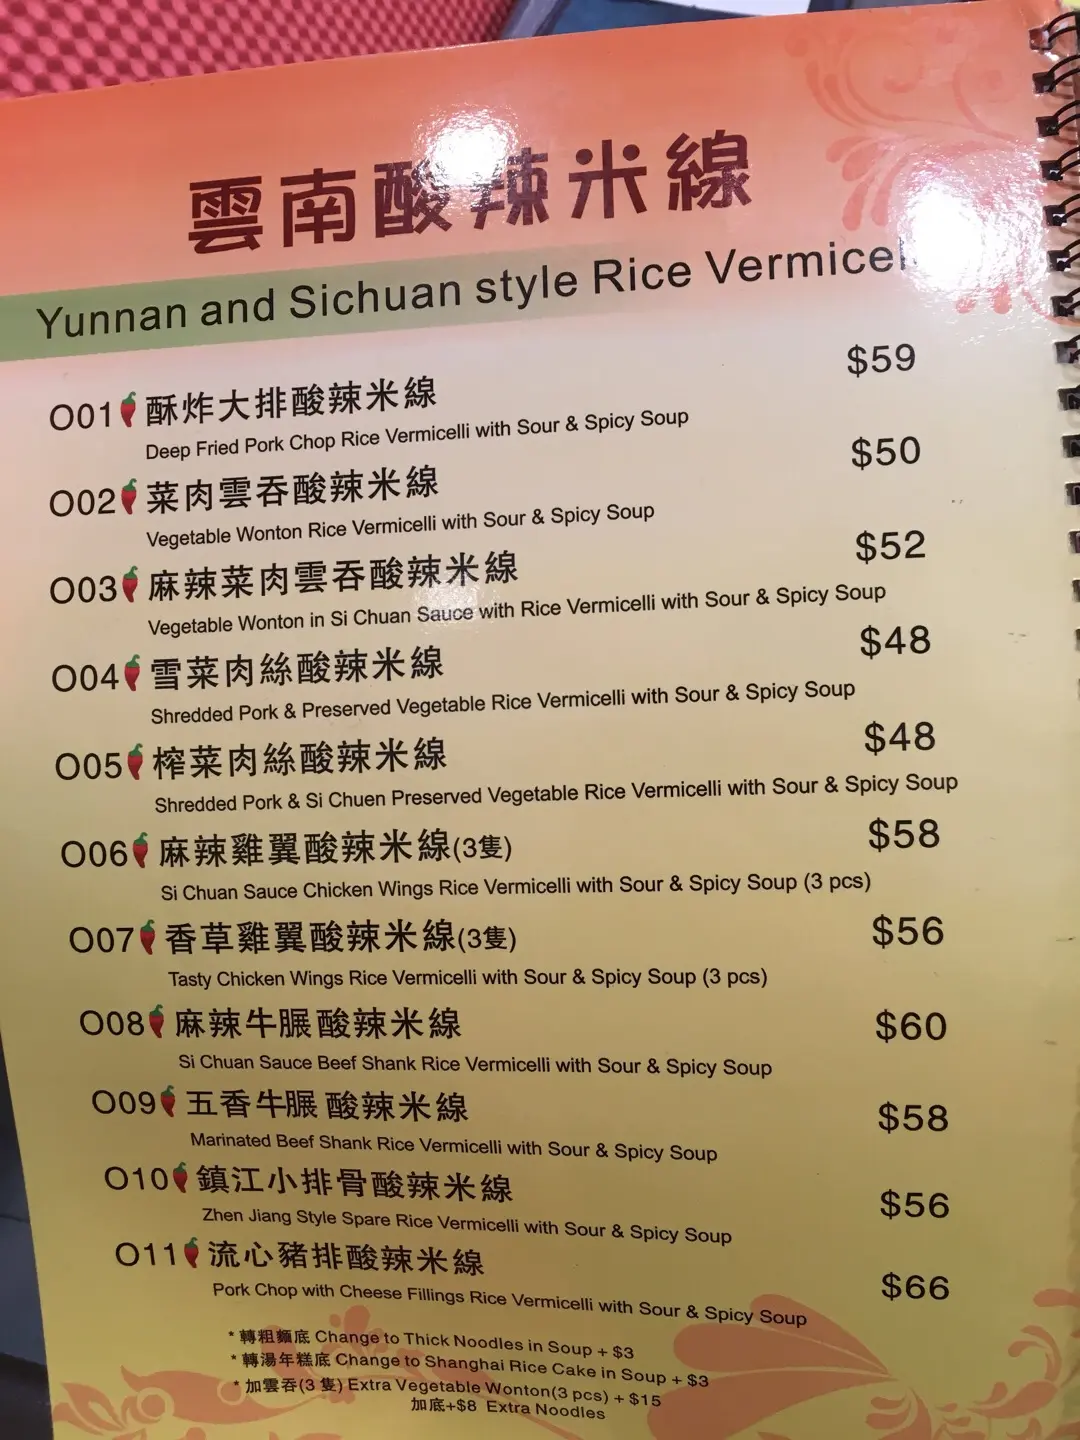 雲南酸辣米線
Yunnan and Sichuan style Rice
$59
O01 酥炸大排酸辣米線
Deep Fried Pork Chop Rice Vermicelli with Sour & Spicy Soup
$50
O02 菜肉雲吞酸辣米線
Vegetable Wonton Rice Vermicelli with Sour & Spicy Soup
$52
O03 麻辣菜肉雲吞酸辣米線
Vegetable Wonton in Si Chuan Sauce with Rice Vermicelli with Sour & Spicy Soup
$48
O04 雪菜肉絲酸辣米線
Shredded Pork & Preserved Vegetable Rice Vermicelli with Sour & Spicy Soup
$48
O05 榨菜肉絲酸辣米線
Shredded Pork & Si Chuen Preserved Vegetable Rice Vermicelli with Sour & Spicy Soup
$58
O06 麻辣雞翼酸辣米線(3隻)
Si Chuan Sauce Chicken Wings Rice Vermicelli with Sour & Spicy Soup (3 pcs)
$56
O07 香草雞翼酸辣米線(3隻)
Tasty Chicken Wings Rice Vermicelli with Sour & Spicy Soup (3 pcs)
O08 麻辣牛𦟌酸辣米線 $60
Si Chuan Sauce Beef Shank Rice Vermicelli with Sour & Spicy Soup
O09 五香牛𦟌 酸辣米線 $58
Marinated Beef Shank Rice Vermicelli with Sour & Spicy Soup
O10 鎮江小排骨酸辣米線 $56
Zhen Jiang Style Spare Rice Vermicelli with Sour & Spicy Soup
O11 流心豬排酸辣米線 $66
Pork Chop with Cheese Fillings Rice Vermicelli with Sour & Spicy Soup
* 轉粗麵底 Change to Thick Noodles in Soup + $3
* 轉湯年糕底 Change to Shanghai Rice Cake in Soup + $3
* 加雲吞(3 隻) Extra Vegetable Wonton(3 pcs) + $15
加底+$8 Extra Noodles